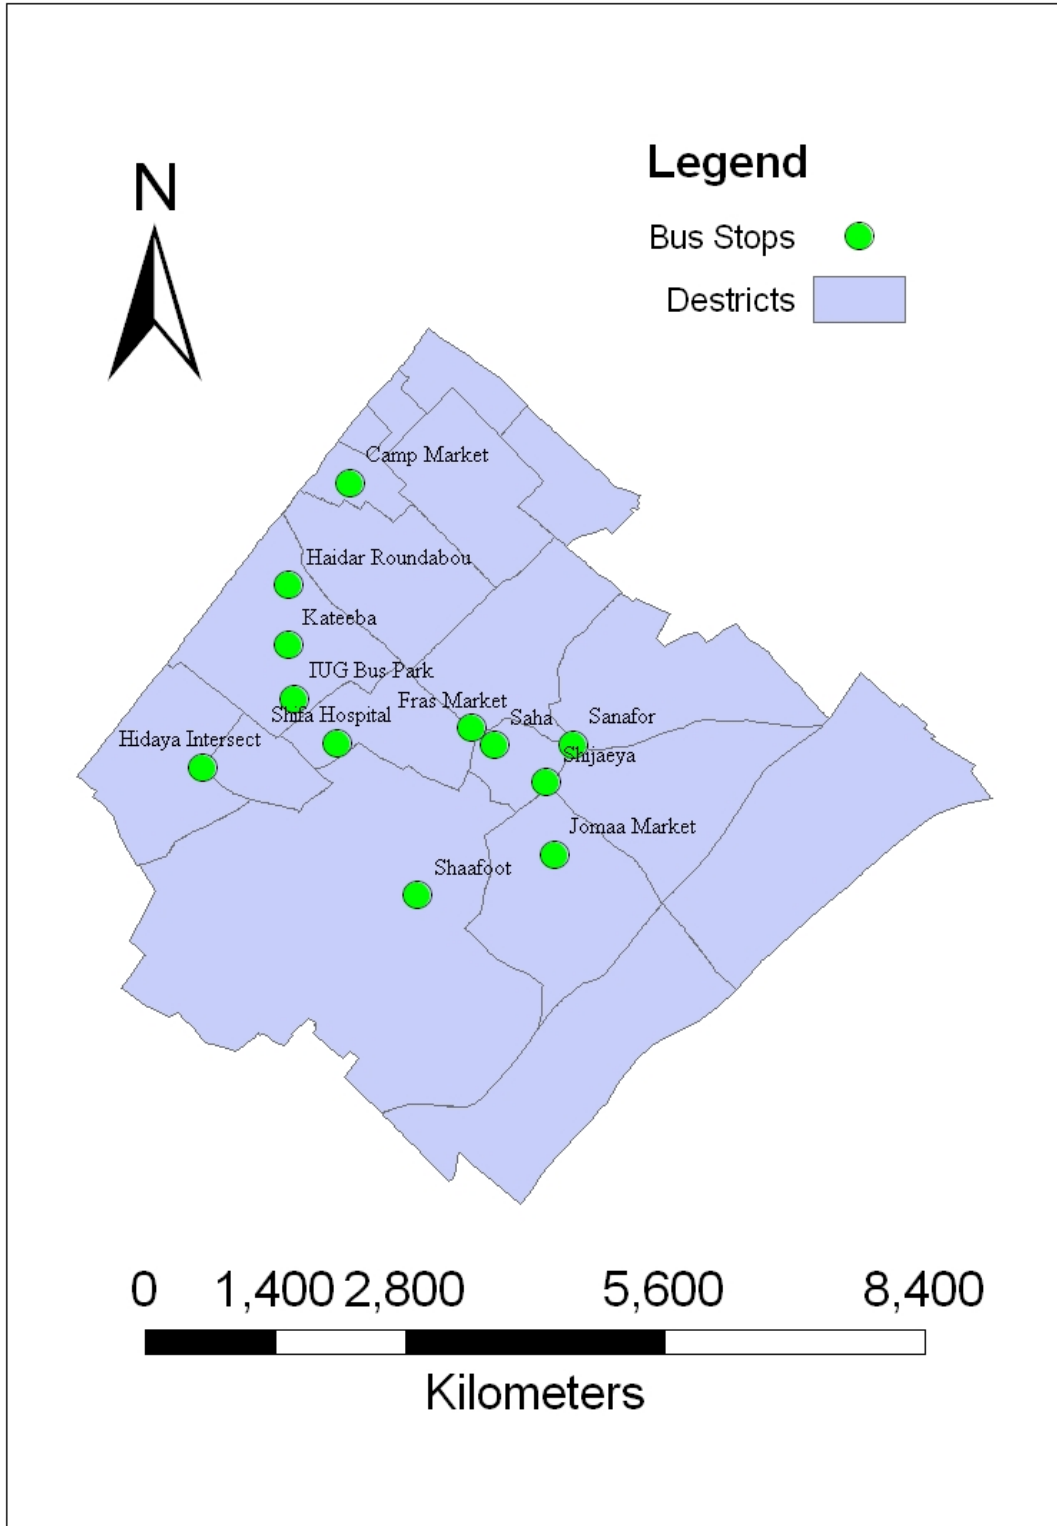 N
Legend
Bus Stops
Destricts
Camp Market
Haidar Roundabou
Kateeba
IUG Bus Park
Fras Market
Shifa Hospital
Saha
Sanafor
Hidaya Intersect
Shijaeya
Jomaa Market
Shaafoot
0 1,400 2,800 5,600 8,400
Kilometers